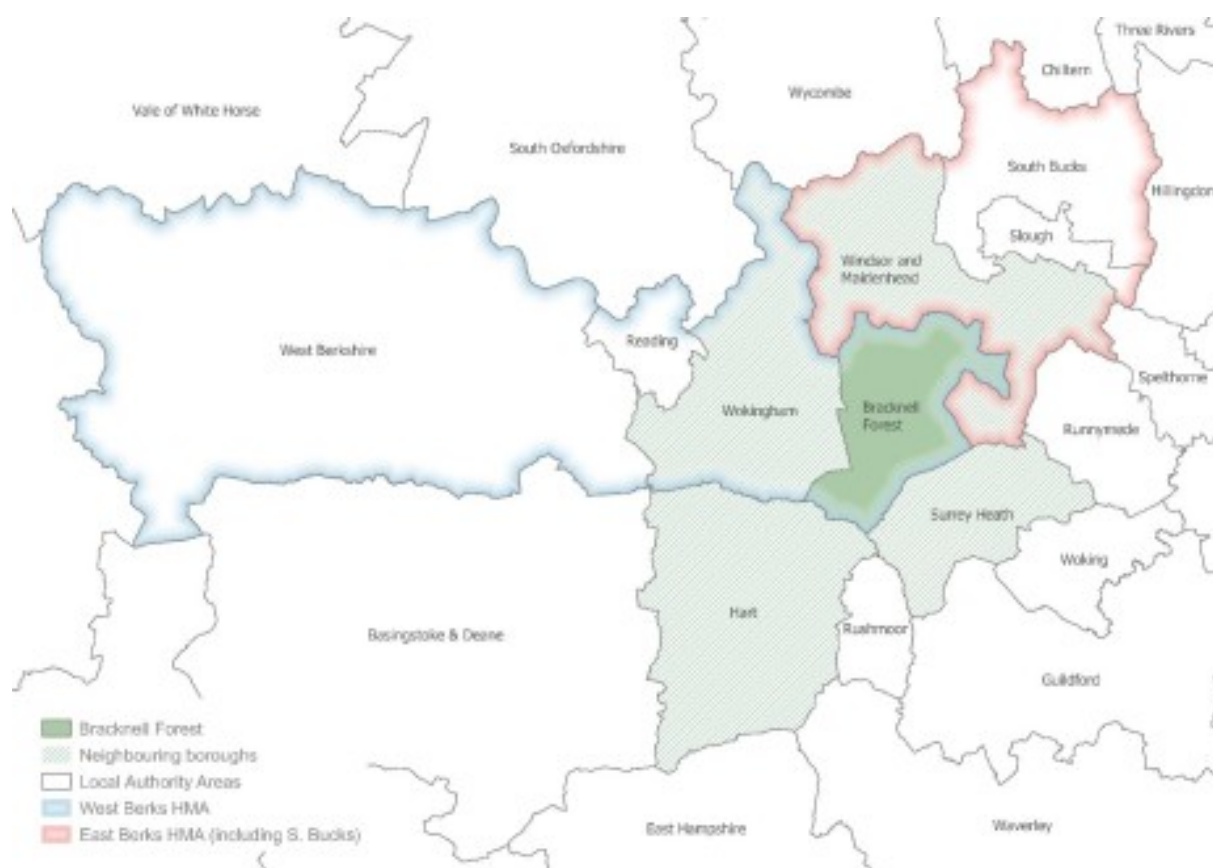 Three Rivers
Chiltern
Wycombe
Vale of White Horse
South Oxfordshire
South Bucks
Hillingdon
Slough
Windsor and
Maidenhead
Reading
West Berkshire
Spelthorne
Wokingham
Bracknell
Forest
Runnymede
Surrey Heath
Woking
Hart
Rushmoor
Basingstoke & Deane
Guildford
Bracknell Forest
Neighbouring boroughs
Local Authority Areas
West Berks HMA
East Berks HMA (including S. Bucks)
East Hampshire
Waverley